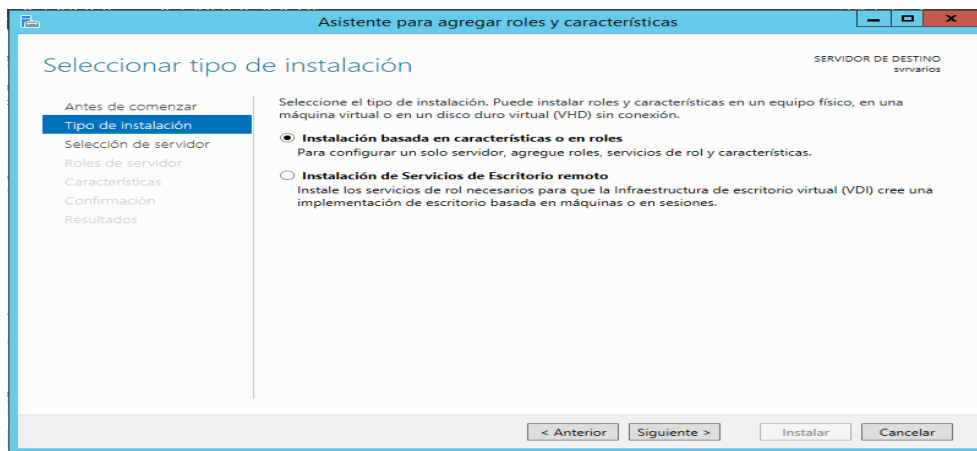 Asistente para agregar roles y características
Seleccionar tipo de instalación
SERVIDOR DE DESTINO
svrvarios
Antes de comenzar
Tipo de instalación
Selección de servidor
Roles de servidor
Características
Confirmación
Resultados
Seleccione el tipo de instalación. Puede instalar roles y características en un equipo físico, en una
máquina virtual o en un disco duro virtual (VHD) sin conexión.
Instalación basada en características o en roles
Para configurar un solo servidor, agregue roles, servicios de rol y características.
Instalación de Servicios de Escritorio remoto
Instale los servicios de rol necesarios para que la Infraestructura de escritorio virtual (VDI) cree una
implementación de escritorio basada en máquinas o en sesiones.
< Anterior
Siguiente >
Instalar
Cancelar